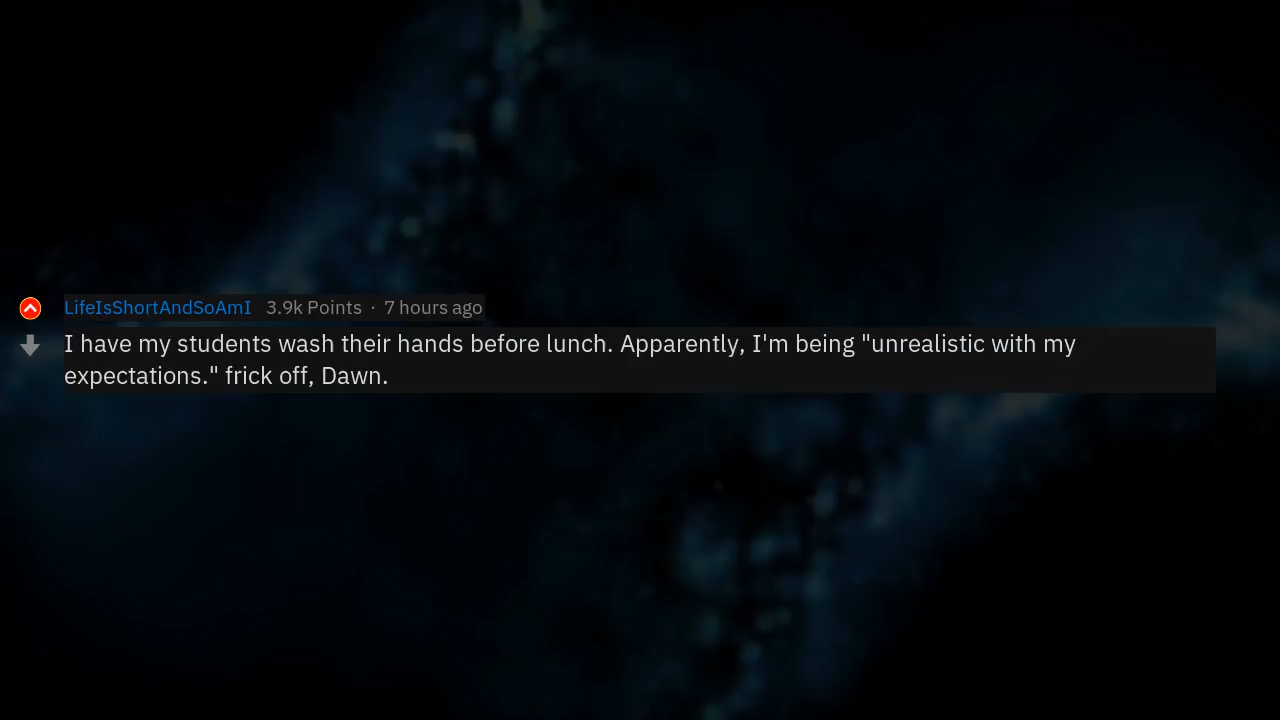 LifeIsShortAndSoAmI 3.9k Points · 7 hours ago
I have my students wash their hands before lunch. Apparently, I'm being "unrealistic with my
expectations." frick off, Dawn.